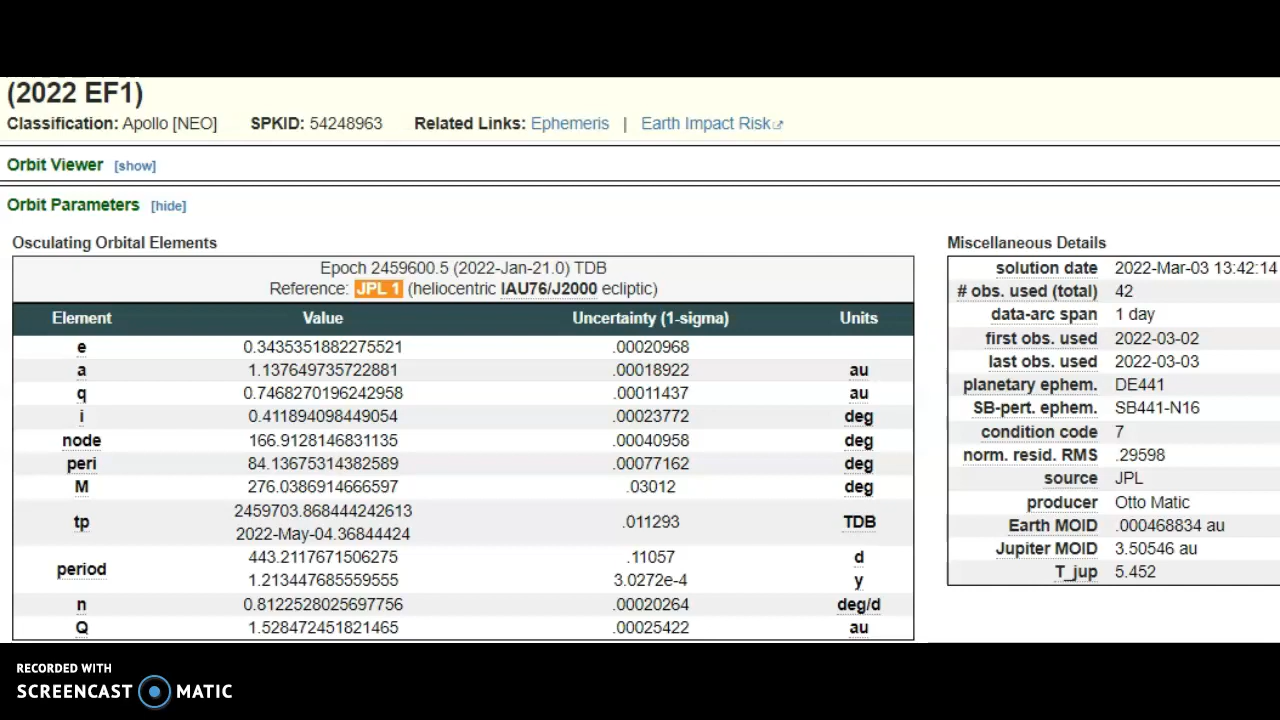 (2022 EF1)
Classification: Apollo [NEO] SPKID: 54248963 Related Links: Ephemeris | Earth Impact Risk
Orbit Viewer [show]
Orbit Parameters [hide]
Osculating Orbital Elements
Epoch 2459600.5 (2022-Jan-21.0) TDB
Reference: JPL 1 (heliocentric IAU76/J2000 ecliptic)
Element Value Uncertainty (1-sigma) Units
e 0.3435351882275521 .00020968
a 1.137649735722881 .00018922 au
q 0.7468270196242958 .00011437 au
i 0.411894098449054 .00023772 deg
node 166.9128146831135 .00040958 deg
peri 84.13675314382589 .00077162 deg
M 276.0386914666597 .03012 deg
tp 2459703.868444242613 .011293 TDB
2022-May-04.36844424
period 443.2117671506275 .11057 d
1.213447685559555 3.0272e-4 y
n 0.8122528025697756 .00020264 deg/d
Q 1.528472451821465 .00025422 au
Miscellaneous Details
solution date 2022-Mar-03 13:42:14
# obs. used (total) 42
data-arc span 1 day
first obs. used 2022-03-02
last obs. used 2022-03-03
planetary ephem. DE441
SB-pert. ephem. SB441-N16
condition code 7
norm. resid. RMS .29598
source JPL
producer Otto Matic
Earth MOID .000468834 au
Jupiter MOID 3.50546 au
T_jup 5.452
RECORDED WITH
SCREENCAST MATIC